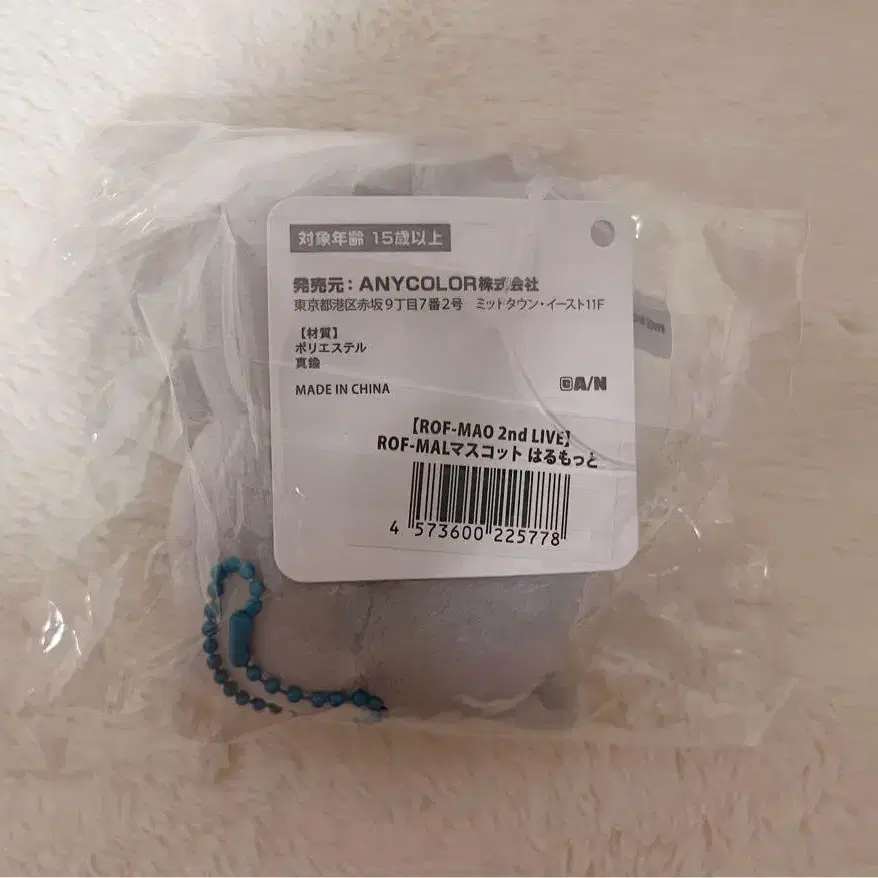 対象年齢 15歳以上
発売元：ANYCOLOR株式会社
東京都港区赤坂9丁目7番2号　ミッドタウン・イースト11F
【材質】
ポリエステル
真鍮
MADE IN CHINA
©A/N
【ROF-MAO 2nd LIVE】
ROF-MALマスコット はるもっと
4 573600 225778